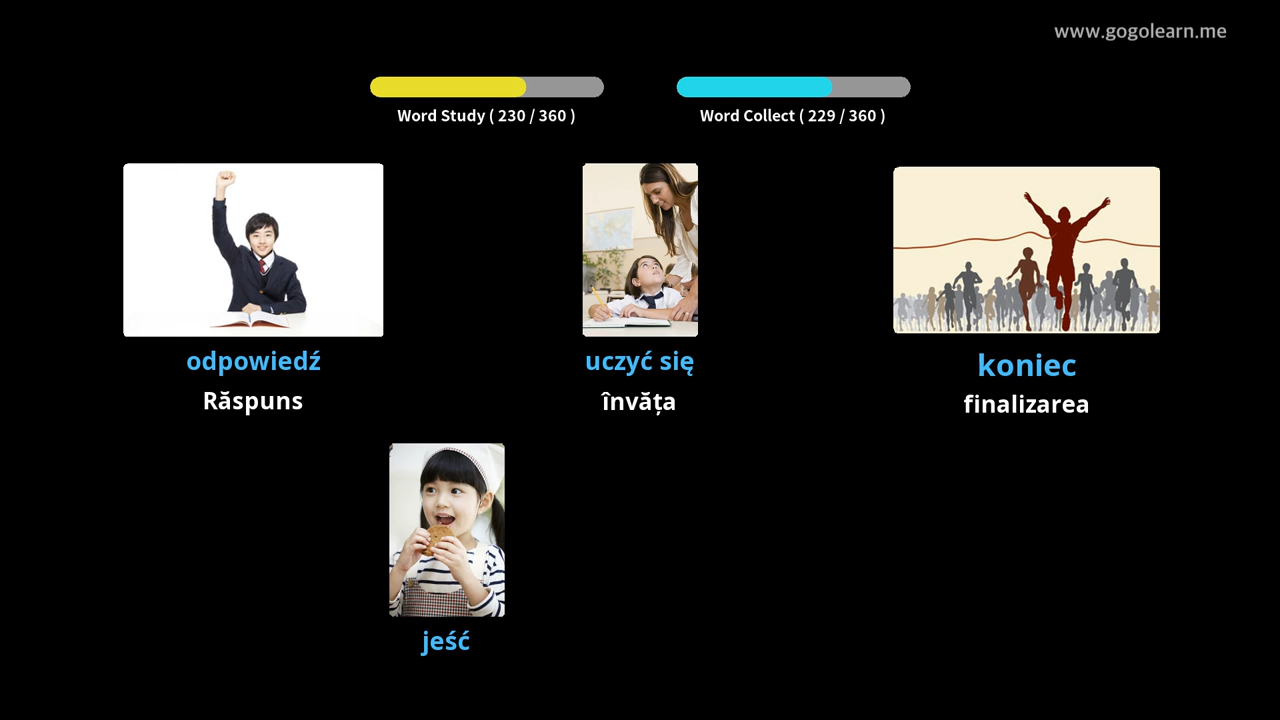 www.gogolearn.me
Word Study ( 230 / 360 )
Word Collect ( 229 / 360 )
odpowiedź
Răspuns
uczyć się
învăța
koniec
finalizarea
jeść